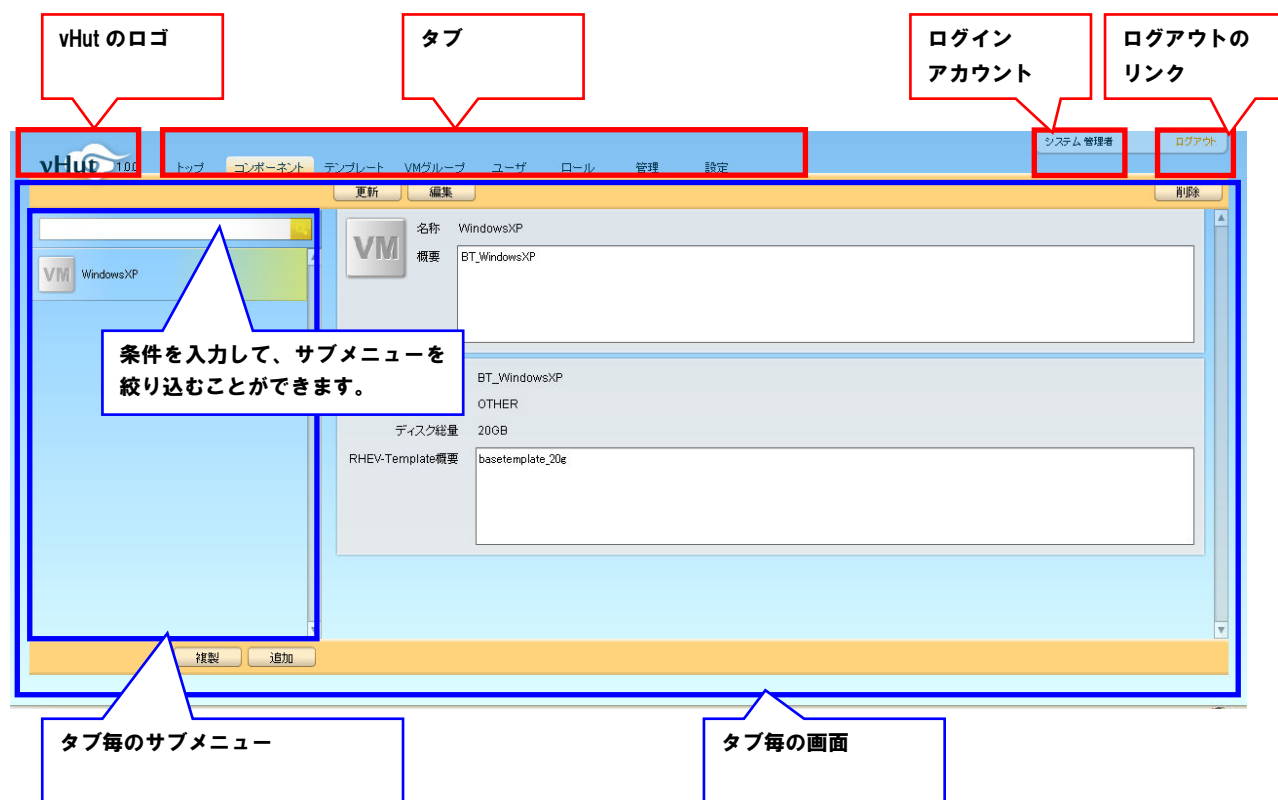 vHut のロゴ
タブ
ログイン
アカウント
ログアウトの
リンク
vHut 1.0.0
トップ コンポーネント テンプレート VMグループ ユーザ ロール 管理 設定
システム 管理者
ログアウト
更新 編集 削除
VM WindowsXP
VM
名称 WindowsXP
概要 BT_WindowsXP
条件を入力して、サブメニューを
絞り込むことができます。
BT_WindowsXP
OTHER
ディスク総量 20GB
RHEV-Template概要 basetemplate_20g
複製 追加
タブ毎のサブメニュー
タブ毎の画面